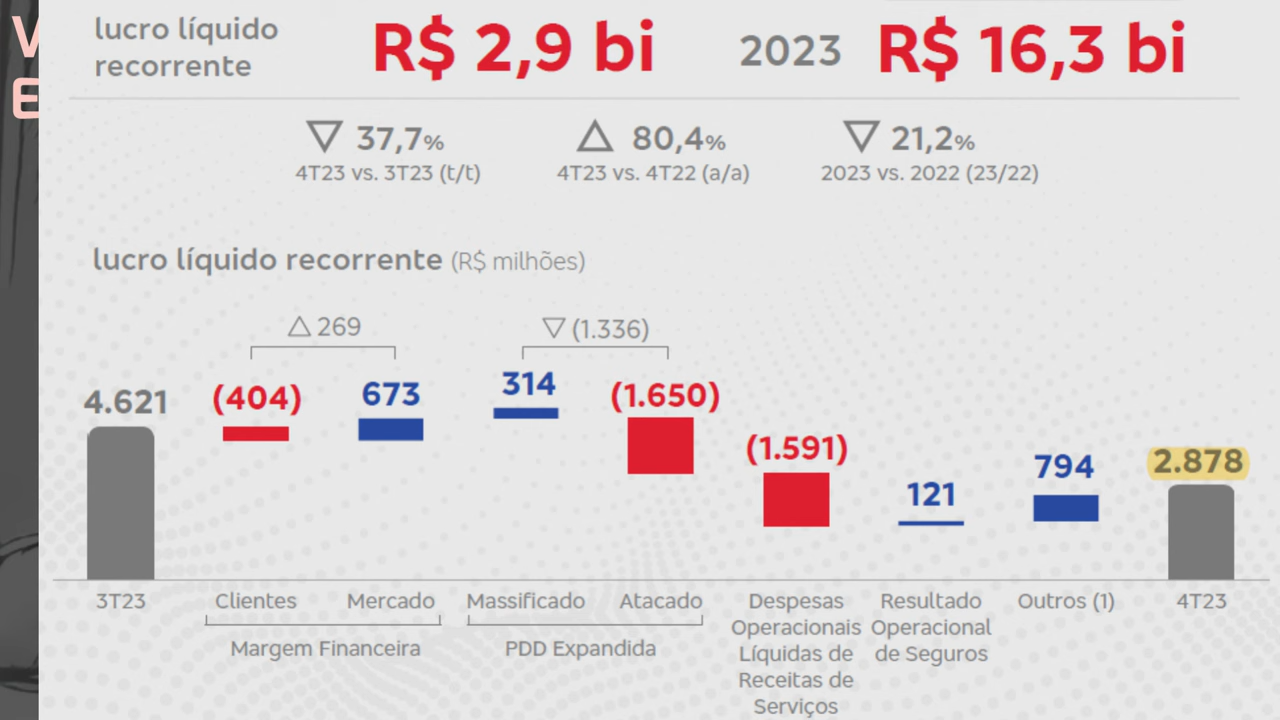 V
E
lucro líquido
recorrente
R$ 2,9 bi
2023
R$ 16,3 bi
37,7%
4T23 vs. 3T23 (t/t)
80,4%
4T23 vs. 4T22 (a/a)
21,2%
2023 vs. 2022 (23/22)
lucro líquido recorrente (R$ milhões)
269
(1.336)
4.621
(404)
673
314
(1.650)
(1.591)
121
794
2.878
3T23
Clientes
Mercado
Massificado
Atacado
Despesas
Operacionais
Líquidas de
Receitas de
Serviços
Resultado
Operacional
de Seguros
Outros (1)
4T23
Margem Financeira
PDD Expandida